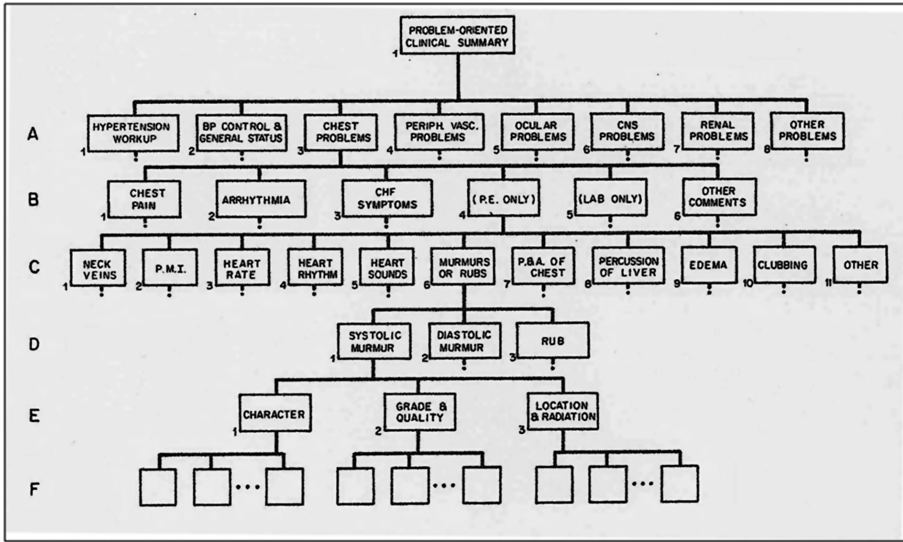 PROBLEM-ORIENTED
CLINICAL SUMMARY
1
A
HYPERTENSION
WORKUP
1
BP CONTROL &
GENERAL STATUS
2
CHEST
PROBLEMS
3
PERIPH. VASC.
PROBLEMS
4
OCULAR
PROBLEMS
5
CNS
PROBLEMS
6
RENAL
PROBLEMS
7
OTHER
PROBLEMS
8
B
CHEST
PAIN
1
ARRHYTHMIA
2
CHF
SYMPTOMS
3
(P.E. ONLY)
4
(LAB ONLY)
5
OTHER
COMMENTS
6
C
NECK
VEINS
1
P.M.I.
2
HEART
RATE
3
HEART
RHYTHM
4
HEART
SOUNDS
5
MURMURS
OR RUBS
6
P.&A. OF
CHEST
7
PERCUSSION
OF LIVER
8
EDEMA
9
CLUBBING
10
OTHER
11
D
SYSTOLIC
MURMUR
1
DIASTOLIC
MURMUR
2
RUB
3
E
CHARACTER
1
GRADE &
QUALITY
2
LOCATION
& RADIATION
3
F